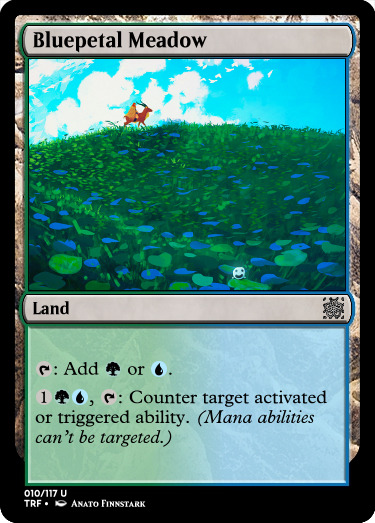 Bluepetal Meadow
Land
: Add or .
1, : Counter target activated
or triggered ability. (Mana abilities
can't be targeted.)
010/117 U
TRF • Anato Finnstark